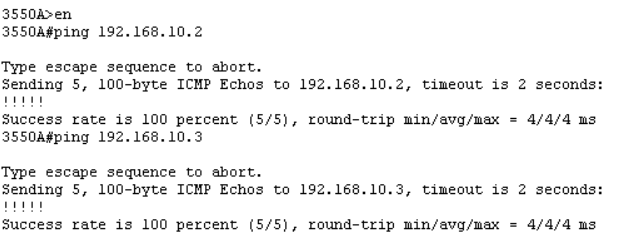 3550A>en
3550A#ping 192.168.10.2
Type escape sequence to abort.
Sending 5, 100-byte ICMP Echos to 192.168.10.2, timeout is 2 seconds:
!!!!!
Success rate is 100 percent (5/5), round-trip min/avg/max = 4/4/4 ms
3550A#ping 192.168.10.3
Type escape sequence to abort.
Sending 5, 100-byte ICMP Echos to 192.168.10.3, timeout is 2 seconds:
!!!!!
Success rate is 100 percent (5/5), round-trip min/avg/max = 4/4/4 ms